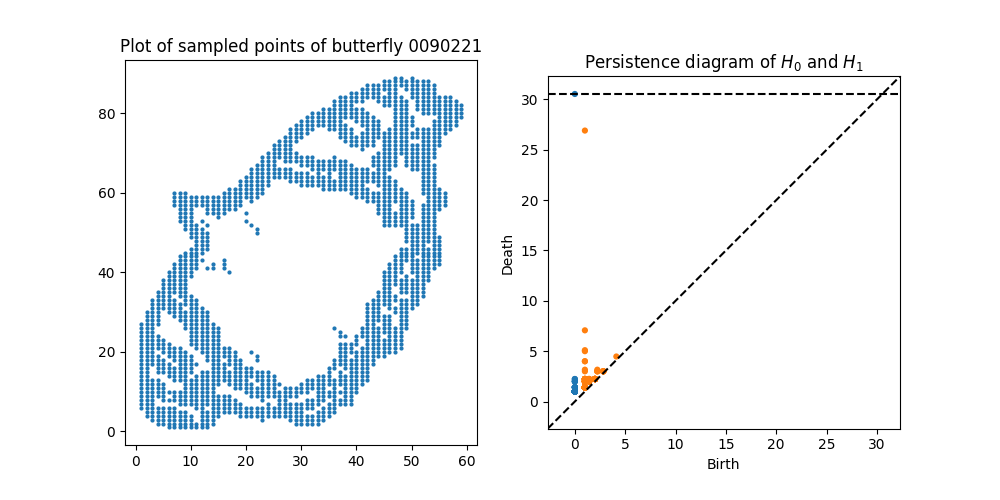 Plot of sampled points of butterfly 0090221
80
60
40
20
0
0 10 20 30 40 50 60
Persistence diagram of $H_0$ and $H_1$
Death
30
25
20
15
10
5
0
0 5 10 15 20 25 30
Birth